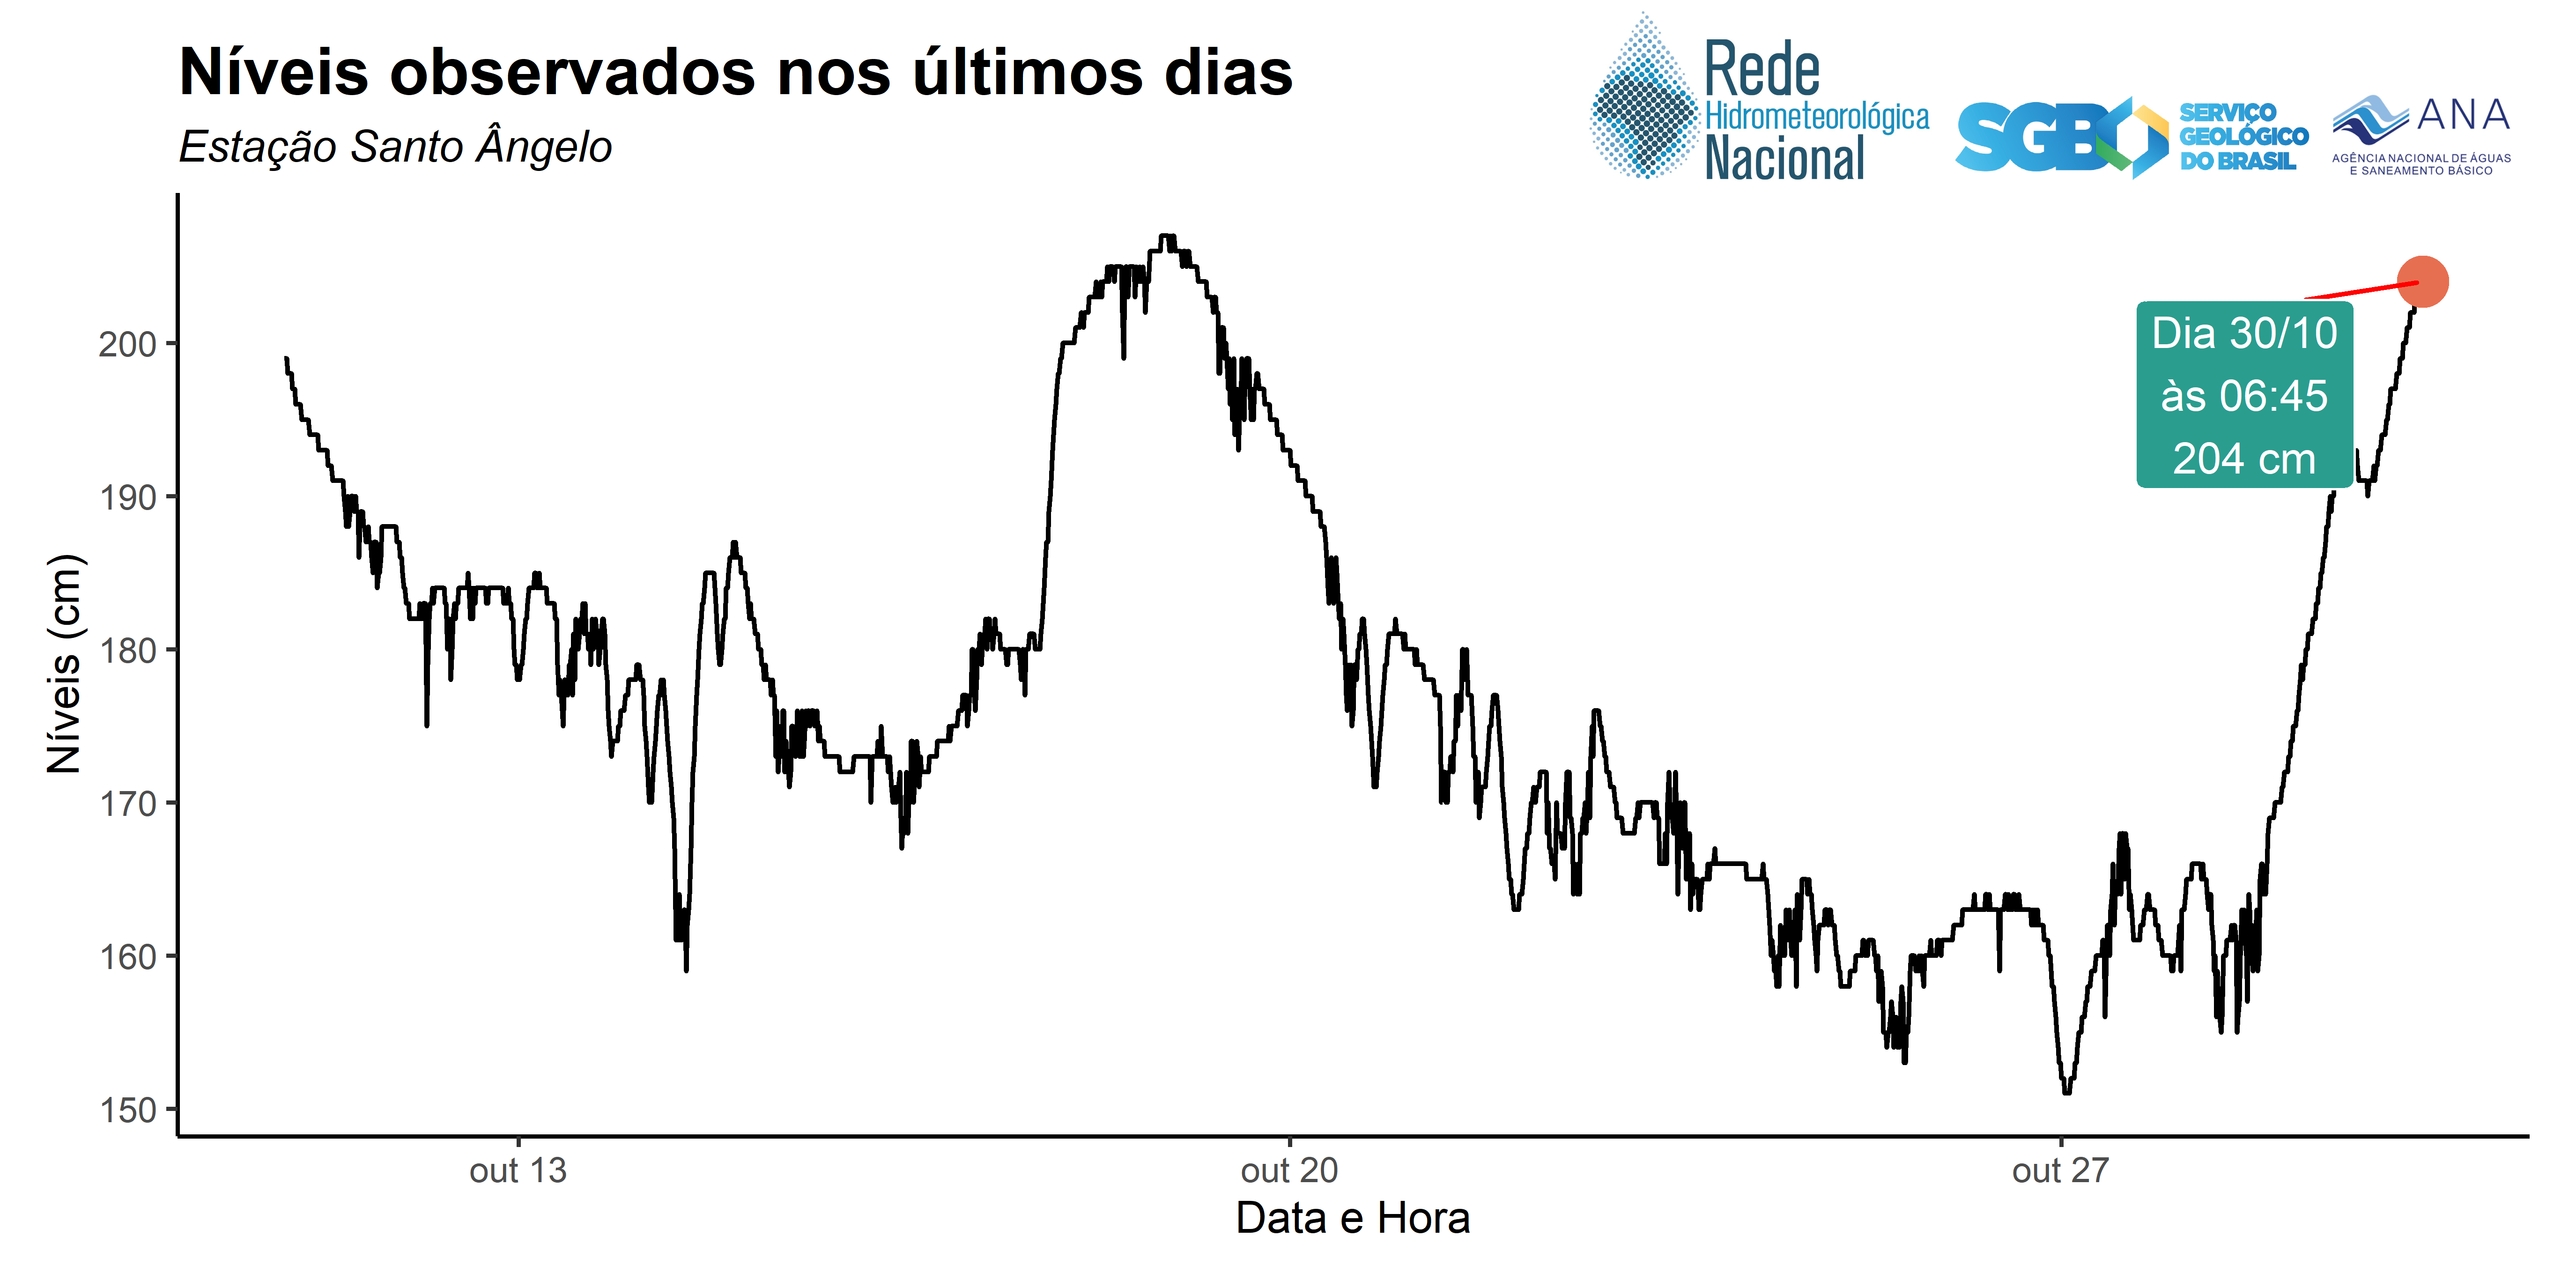 Níveis observados nos últimos dias
Estação Santo Ângelo
Rede
Hidrometeorológica
Nacional
SGB
SERVIÇO
GEOLÓGICO
DO BRASIL
ANA
AGÊNCIA NACIONAL DE ÁGUAS
E SANEAMENTO BÁSICO
Níveis (cm)
200
190
180
170
160
150
Dia 30/10
às 06:45
204 cm
out 13
out 20
out 27
Data e Hora